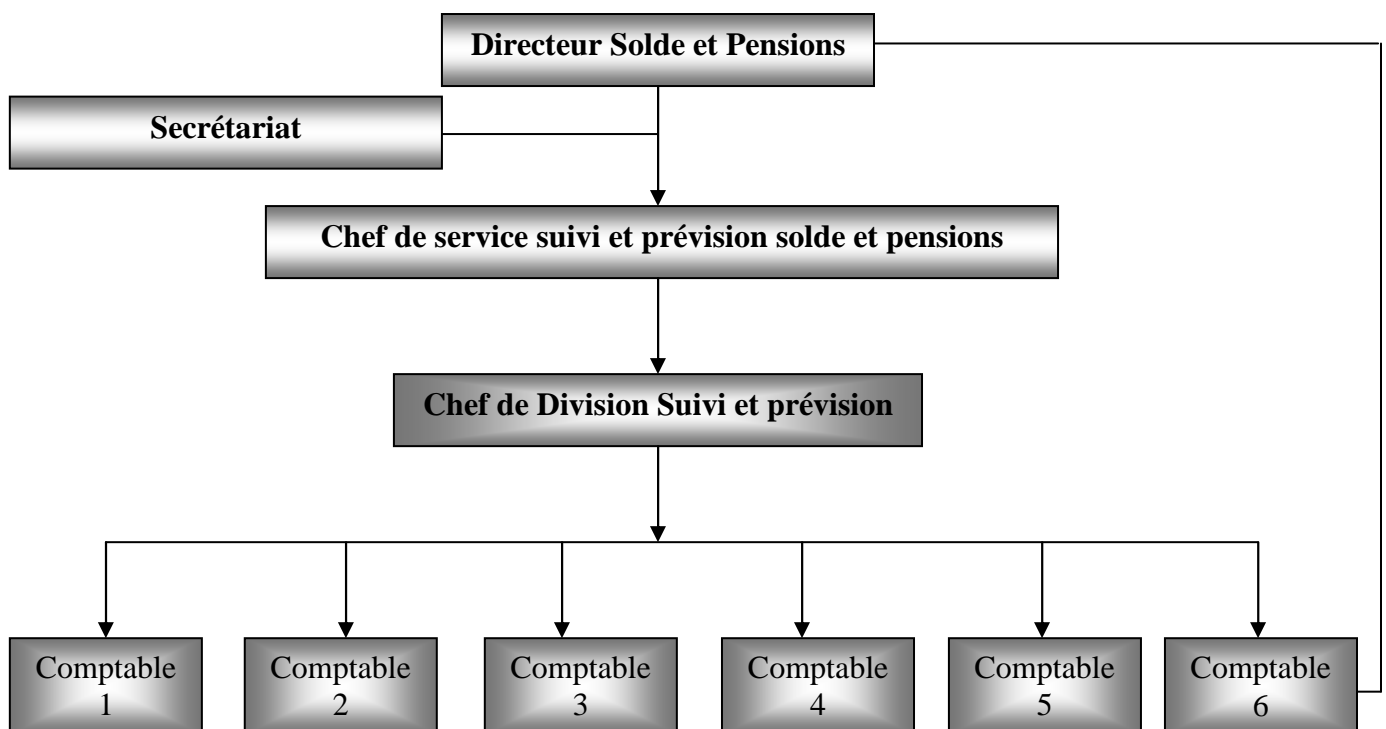 Directeur Solde et Pensions
Secrétariat
Chef de service suivi et prévision solde et pensions
Chef de Division Suivi et prévision
Comptable
1
Comptable
2
Comptable
3
Comptable
4
Comptable
5
Comptable
6